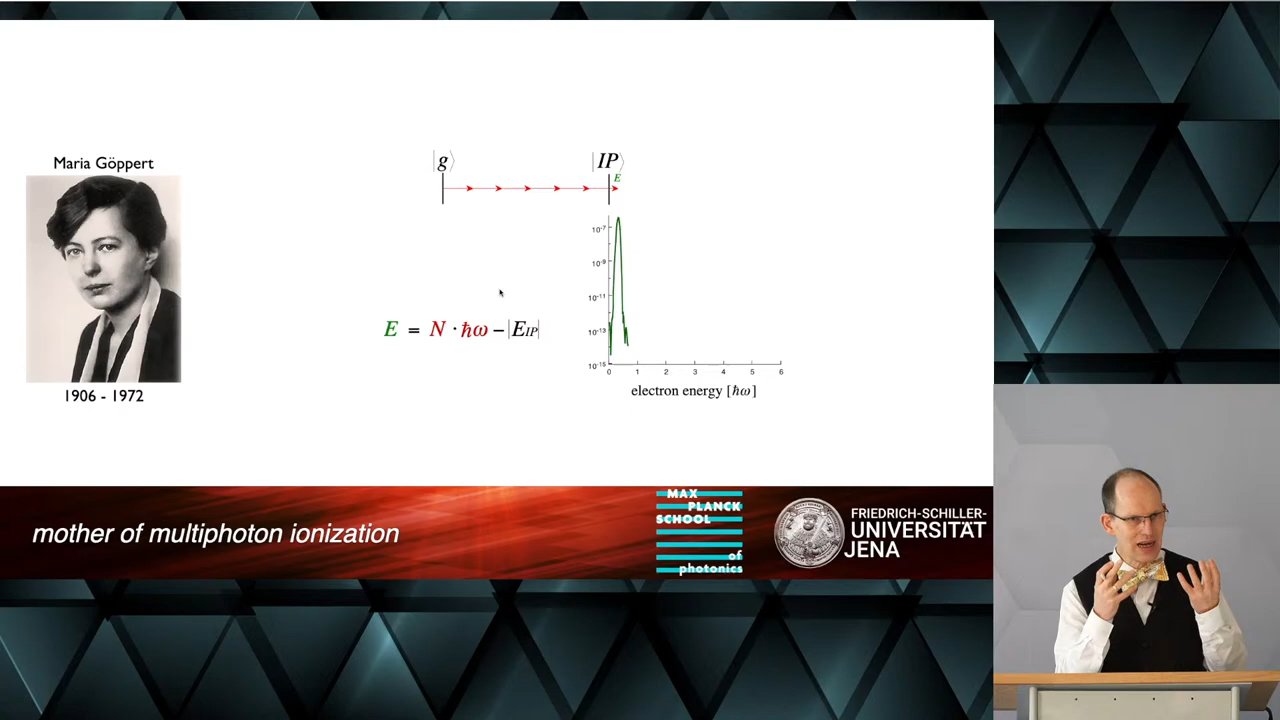 Maria Göppert
1906 - 1972
|g⟩
|IP⟩
E
E = N · ħω – |EIP|
10⁻⁷
10⁻⁹
10⁻¹¹
10⁻¹³
10⁻¹⁵
0 1 2 3 4 5 6
electron energy [ħω]
mother of multiphoton ionization
MAX
PLANCK
SCHOOL
of
photonics
FRIEDRICH-SCHILLER-
UNIVERSITÄT
JENA